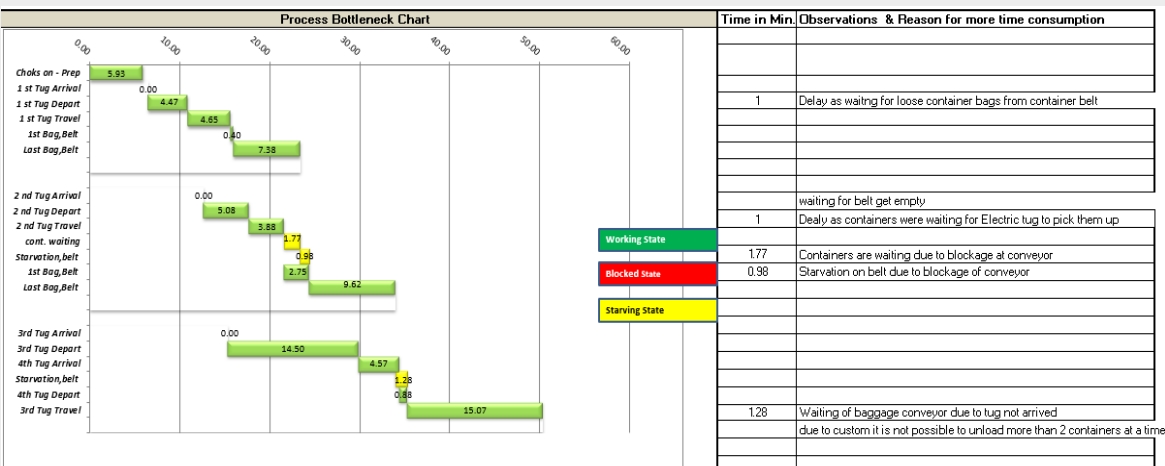 Process Bottleneck Chart
Time in Min. Observations & Reason for more time consumption
0.00 10.00 20.00 30.00 40.00 50.00 60.00
Choks on - Prep 5.93
1 st Tug Arrival 0.00
1 st Tug Depart 4.47
1 Delay as waitng for loose container bags from container belt
1 st Tug Travel 4.65
1st Bag,Belt 0.40
Last Bag,Belt 7.38
2 nd Tug Arrival 0.00
waiting for belt get empty
2 nd Tug Depart 5.08
1 Dealy as containers were waiting for Electric tug to pick them up
2 nd Tug Travel 3.88
cont. waiting 1.77
Working State
1.77 Containers are waiting due to blockage at conveyor
Starvation,belt 0.98
1st Bag,Belt 2.75
Blocked State
0.98 Starvation on belt due to blockage of conveyor
Last Bag,Belt 9.62
Starving State
3rd Tug Arrival 0.00
3rd Tug Depart 14.50
4th Tug Arrival 4.57
Starvation,belt 1.28
4th Tug Depart 0.88
3rd Tug Travel 15.07
1.28 Waiting of baggage conveyor due to tug not arrived
due to custom it is not possible to unload more than 2 containers at a time